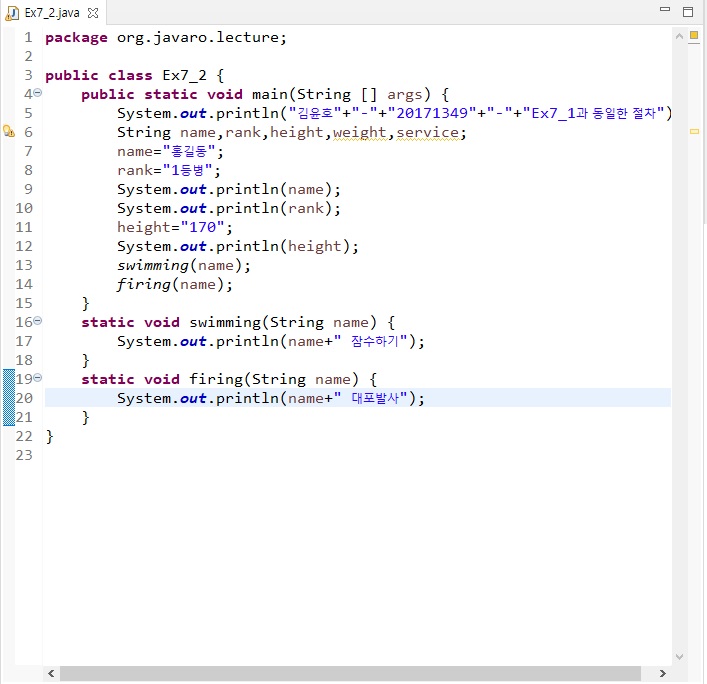 Ex7_2.java
1 package org.javaro.lecture;
2
3 public class Ex7_2 {
4 public static void main(String [] args) {
5 System.out.println("김윤호"+"-"+"20171349"+"-"+"Ex7_1과 동일한 절차")
6 String name,rank,height,weight,service;
7 name="홍길동";
8 rank="1등병";
9 System.out.println(name);
10 System.out.println(rank);
11 height="170";
12 System.out.println(height);
13 swimming(name);
14 firing(name);
15 }
16 static void swimming(String name) {
17 System.out.println(name+" 잠수하기");
18 }
19 static void firing(String name) {
20 System.out.println(name+" 대포발사");
21 }
22 }
23